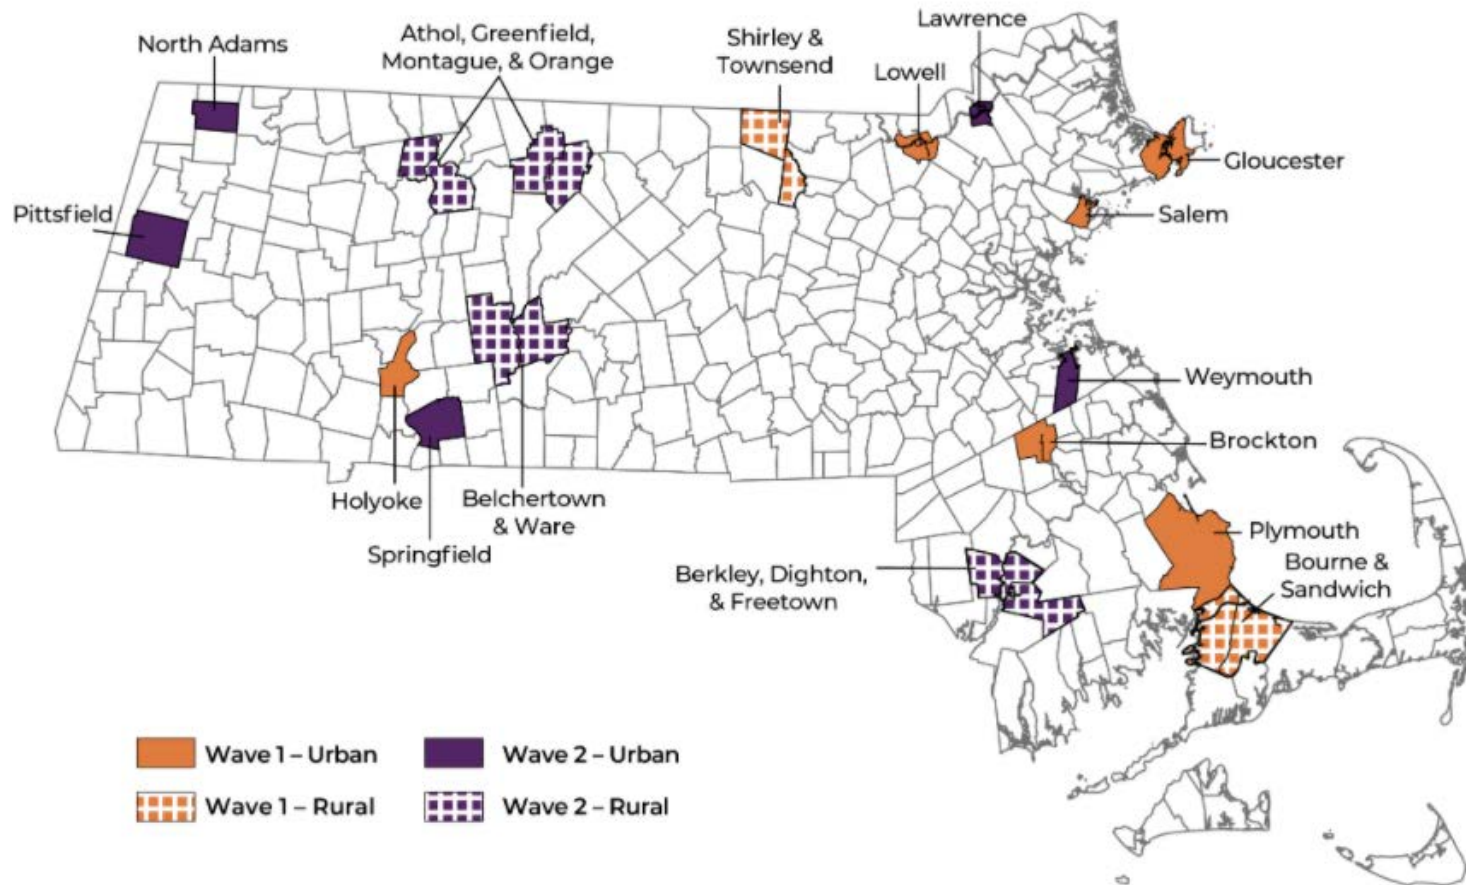 Lawrence
North Adams
Athol, Greenfield,
Montague, & Orange
Shirley &
Townsend
Lowell
Gloucester
Pittsfield
Salem
Weymouth
Brockton
Holyoke
Belchertown
& Ware
Springfield
Plymouth
Bourne &
Sandwich
Berkley, Dighton,
& Freetown
Wave 1 – Urban
Wave 2 – Urban
Wave 1 – Rural
Wave 2 – Rural